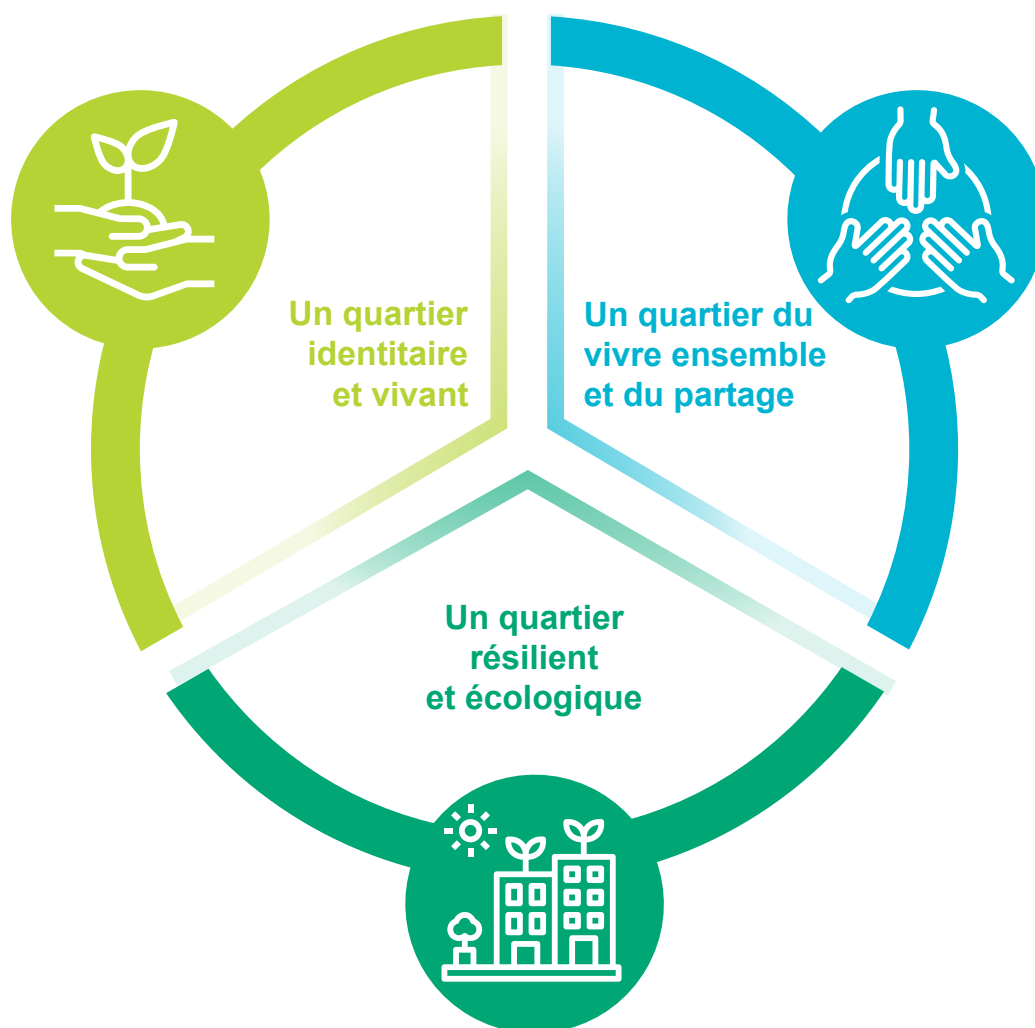 Un quartier
identitaire
et vivant
Un quartier du
vivre ensemble
et du partage
Un quartier
résilient
et écologique